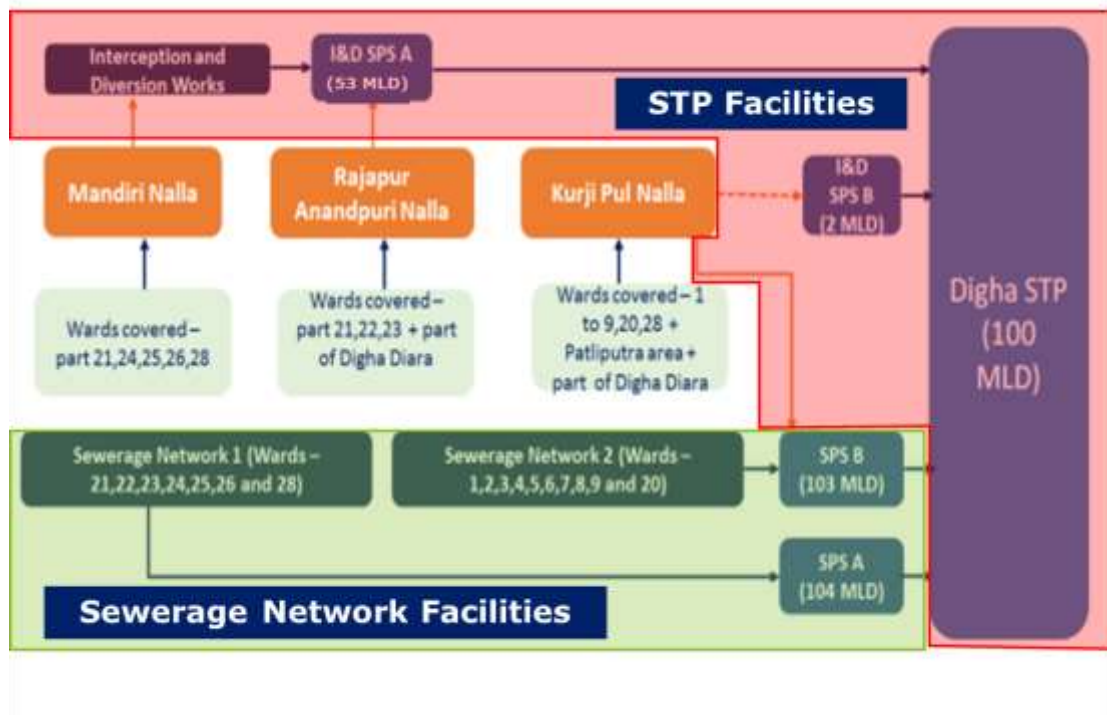 Interception and
Diversion Works
I&D SPS A
(53 MLD)
STP Facilities
Mandiri Nalla
Rajapur
Anandpuri Nalla
Kurji Pul Nalla
I&D
SPS B
(2 MLD)
Digha STP
(100
MLD)
Wards covered –
part 21,24,25,26,28
Wards covered –
part 21,22,23 + part
of Digha Diara
Wards covered – 1
to 9,20,28 +
Patliputra area +
part of Digha Diara
Sewerage Network 1 (Wards –
21,22,23,24,25,26 and 28)
Sewerage Network 2 (Wards –
1,2,3,4,5,6,7,8,9 and 20)
SPS B
(103 MLD)
SPS A
(104 MLD)
Sewerage Network Facilities